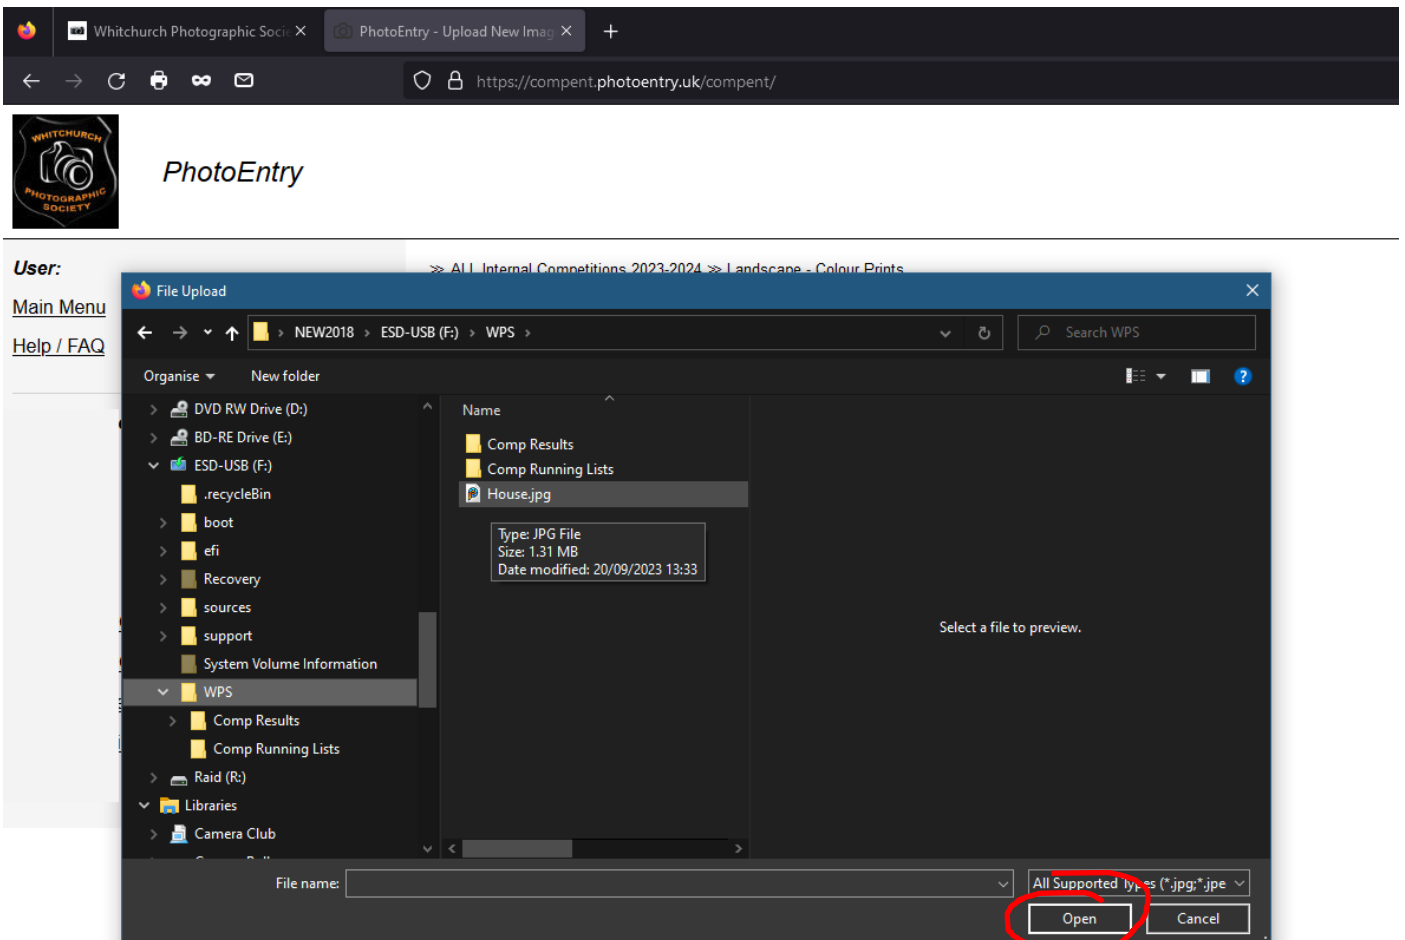 Whitchurch Photographic Socie
PhotoEntry - Upload New Imag
https://compent.photoentry.uk/compent/
WHITCHURCH
PHOTOGRAPHIC
SOCIETY
PhotoEntry
User:
Main Menu
Help / FAQ
≫ ALL Internal Competitions 2023-2024 ≫ Landscape - Colour Prints
File Upload
NEW2018 › ESD-USB (F:) › WPS ›
Search WPS
Organise
New folder
DVD RW Drive (D:)
BD-RE Drive (E:)
ESD-USB (F:)
.recycleBin
boot
efi
Recovery
sources
support
System Volume Information
WPS
Comp Results
Comp Running Lists
Raid (R:)
Libraries
Camera Club
Name
Comp Results
Comp Running Lists
House.jpg
Type: JPG File
Size: 1.31 MB
Date modified: 20/09/2023 13:33
Select a file to preview.
File name:
All Supported Types (*.jpg;*.jpe
Open
Cancel